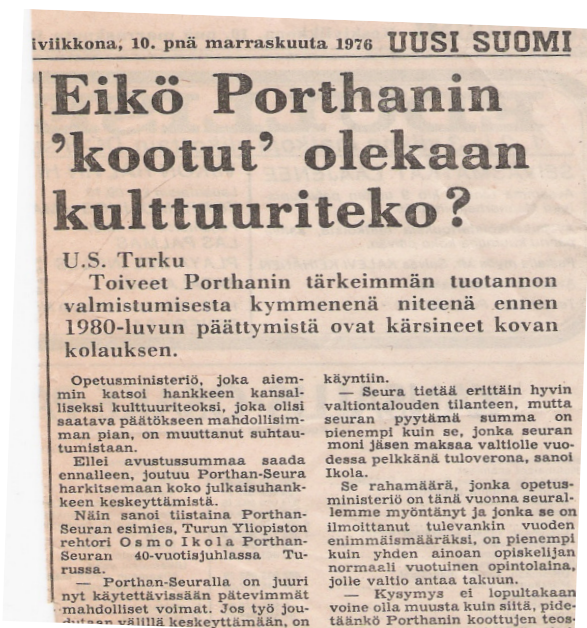 iviikkona, 10. pnä marraskuuta 1976 UUSI SUOMI
Eikö Porthanin
’kootut’ olekaan
kulttuuriteko?
U.S. Turku
Toiveet Porthanin tärkeimmän tuotannon
valmistumisesta kymmenenä niteenä ennen
1980-luvun päättymistä ovat kärsineet kovan
kolauksen.
Opetusministeriö, joka aiem-
min katsoi hankkeen kansal-
liseksi kulttuuriteoksi, joka olisi
saatava päätökseen mahdollisim-
man pian, on muuttanut suhtau-
tumistaan.
Ellei avustussummaa saada
ennalleen, joutuu Porthan-Seura
harkitsemaan koko julkaisuhank-
keen keskeyttämistä.
Näin sanoi tiistaina Porthan-
Seuran esimies, Turun Yliopiston
rehtori Osmo Ikola Porthan-
Seuran 40-vuotisjuhlassa Tu-
russa.
— Porthan-Seuralla on juuri
nyt käytettävissään pätevimmät
mahdolliset voimat. Jos työ jou-
dutaan välillä keskeyttämään, on
käyntiin.
— Seura tietää erittäin hyvin
valtiontalouden tilanteen, mutta
seuran pyytämä summa on
pienempi kuin se, jonka seuran
moni jäsen maksaa valtiolle vuo-
dessa pelkkänä tuloverona, sanoi
Ikola.
Se rahamäärä, jonka opetus-
ministeriö on tänä vuonna seural-
lemme myöntänyt ja jonka se on
ilmoittanut tulevankin vuoden
enimmäismääräksi, on pienempi
kuin yhden ainoan opiskelijan
normaali vuotuinen opintolaina,
jolle valtio antaa takuun.
— Kysymys ei lopultakaan
voine olla muusta kuin siitä, pide-
täänkö Porthanin koottujen teos-